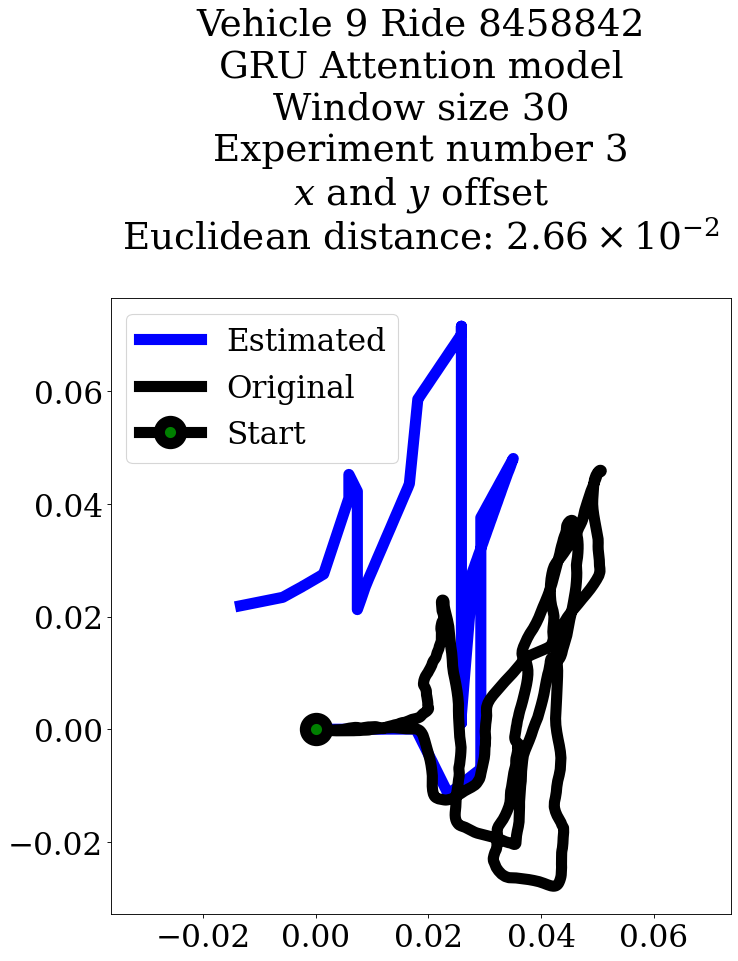 Vehicle 9 Ride 8458842
GRU Attention model
Window size 30
Experiment number 3
x and y offset
Euclidean distance: 2.66 × 10⁻²
Estimated
Original
Start
0.06
0.04
0.02
0.00
−0.02
−0.02 0.00 0.02 0.04 0.06